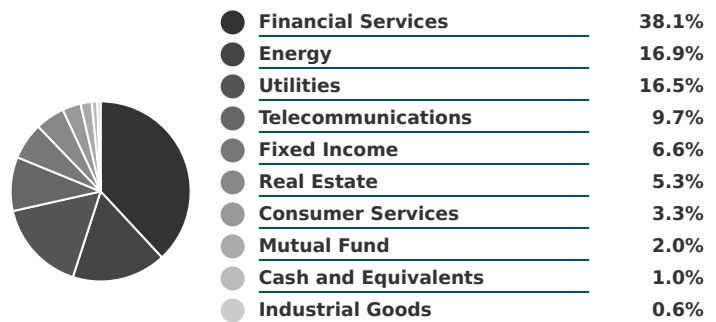 Financial Services 38.1%
Energy 16.9%
Utilities 16.5%
Telecommunications 9.7%
Fixed Income 6.6%
Real Estate 5.3%
Consumer Services 3.3%
Mutual Fund 2.0%
Cash and Equivalents 1.0%
Industrial Goods 0.6%